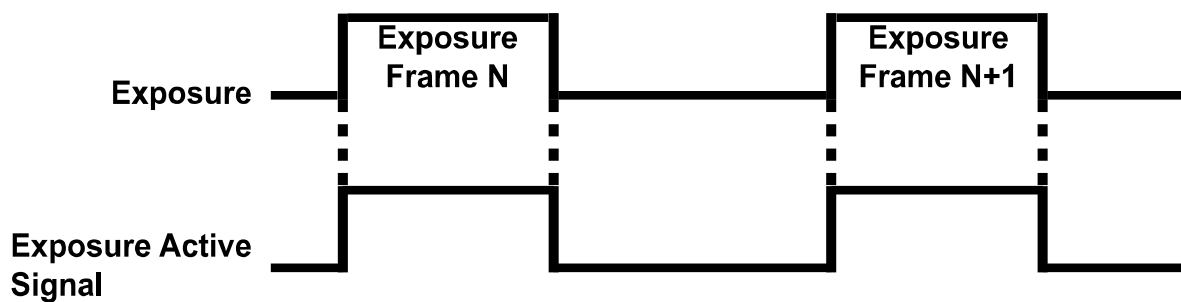 Exposure
Frame N
Exposure
Frame N+1
Exposure
Exposure Active
Signal